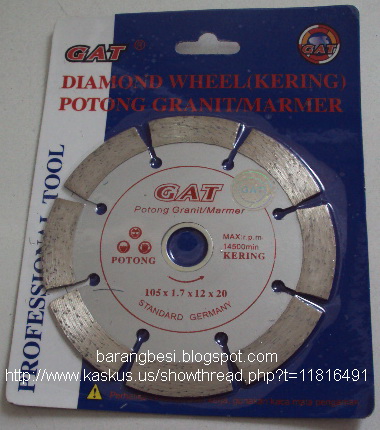 GAT ®
GAT
DIAMOND WHEEL(KERING)
POTONG GRANIT/MARMER
PROFESSIONAL TOOL
GAT
Potong Granit/Marmer
MAX:r.p.m
14500min
POTONG
KERING
105 x 1.7 x 12 x 20
STANDARD GERMANY
barangbesi.blogspot.com
http://www.kaskus.us/showthread.php?t=11816491